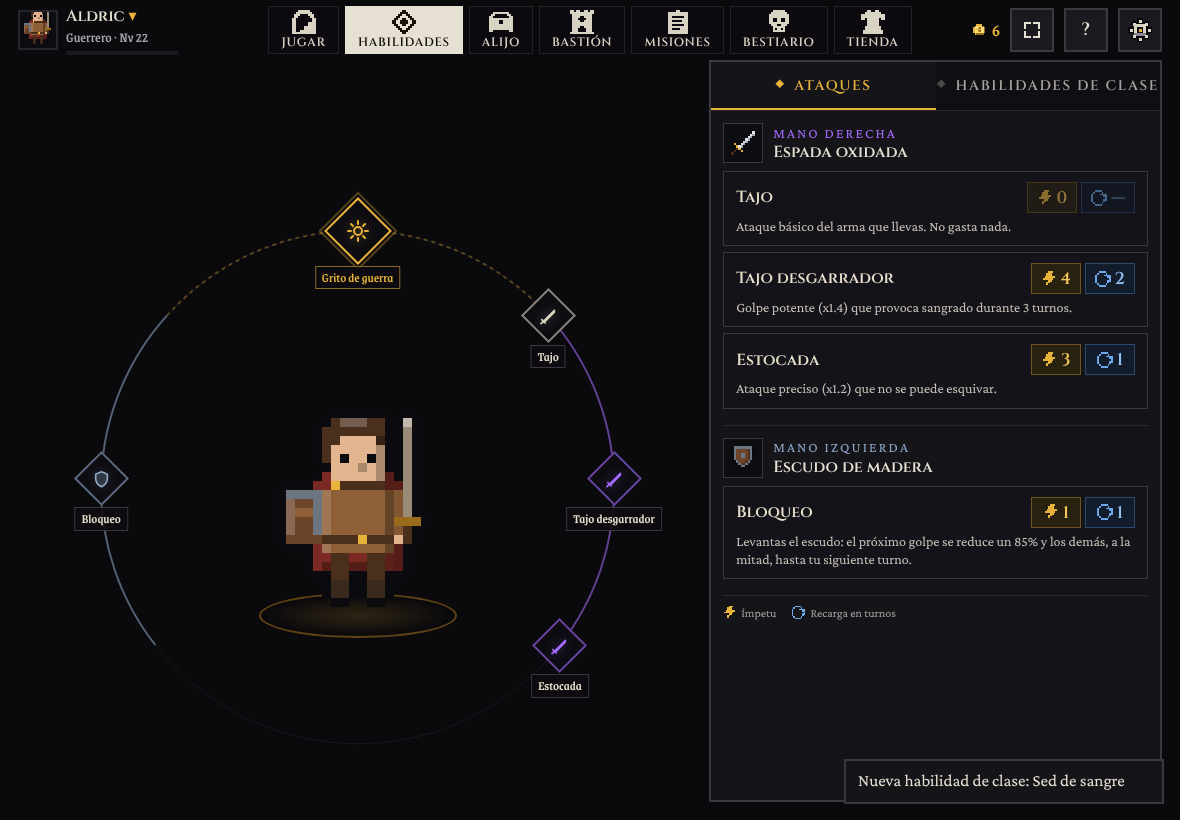 ALDRIC ▾
Guerrero · Nv 22
JUGAR
HABILIDADES
ALIJO
BASTIÓN
MISIONES
BESTIARIO
TIENDA
6
?
ATAQUES
HABILIDADES DE CLASE
MANO DERECHA
ESPADA OXIDADA
TAJO
0
—
Ataque básico del arma que llevas. No gasta nada.
TAJO DESGARRADOR
4
2
Golpe potente (x1.4) que provoca sangrado durante 3 turnos.
ESTOCADA
3
1
Ataque preciso (x1.2) que no se puede esquivar.
MANO IZQUIERDA
ESCUDO DE MADERA
BLOQUEO
1
1
Levantas el escudo: el próximo golpe se reduce un 85% y los demás, a la
mitad, hasta tu siguiente turno.
Ímpetu
Recarga en turnos
Grito de guerra
Tajo
Bloqueo
Tajo desgarrador
Estocada
Nueva habilidad de clase: Sed de sangre